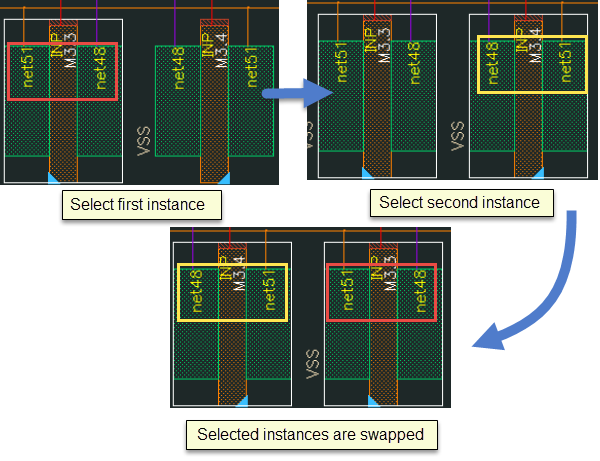 net51
INP
M3.3
net48
VSS
net48
INP
M3.4
net51
Select first instance
net51
INP
M3.3
net48
VSS
net48
INP
M3.4
net51
Select second instance
net48
INP
M3.4
net51
VSS
net51
INP
M3.3
net48
Selected instances are swapped